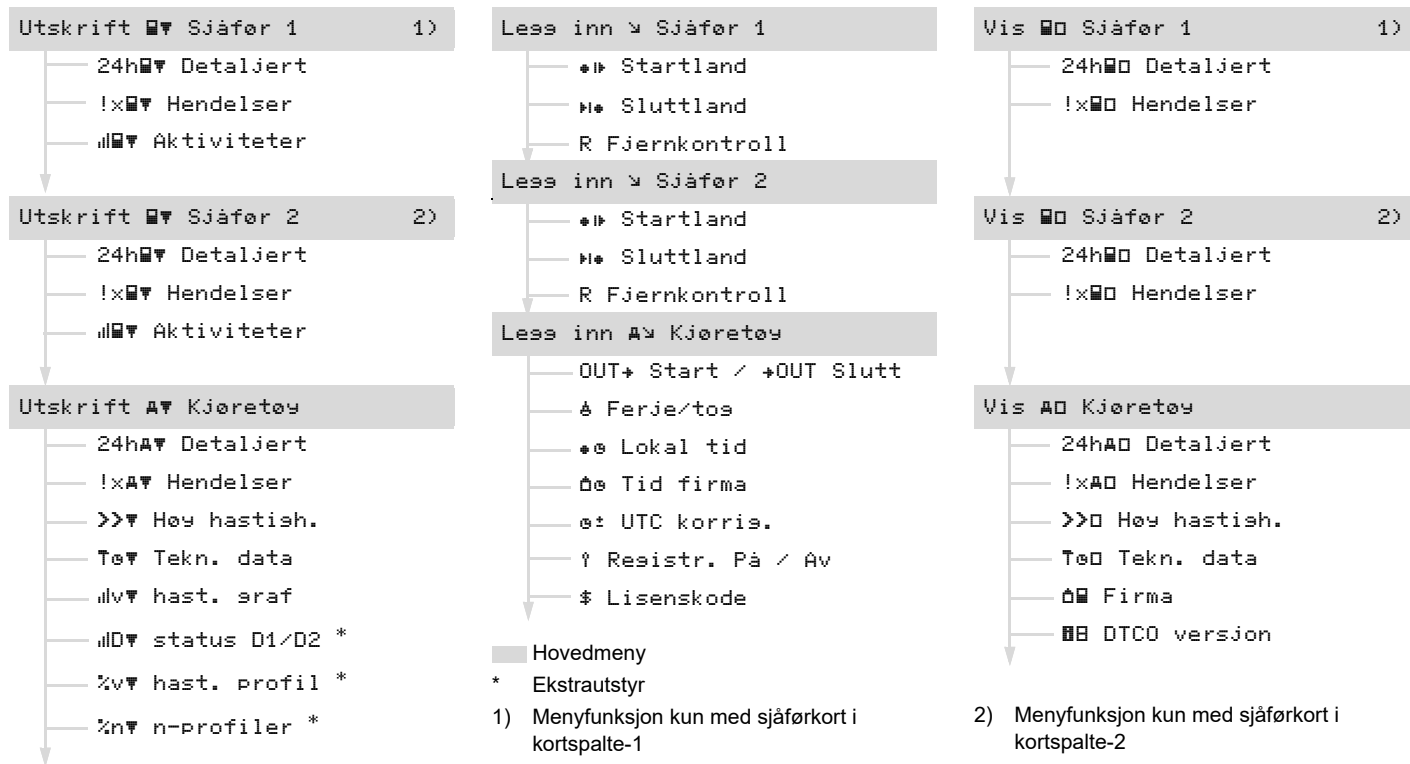 Utskrift Sjåfør 1 1)
24h Detaljert
!x Hendelser
Aktiviteter
Utskrift Sjåfør 2 2)
24h Detaljert
!x Hendelser
Aktiviteter
Utskrift Kjøretøy
24h Detaljert
!x Hendelser
>> Høy hastigh.
Tekn. data
v hast. graf
D status D1/D2 *
%v hast. profil *
%n n-profiler *
Legg inn Sjåfør 1
Startland
Sluttland
R Fjernkontroll
Legg inn Sjåfør 2
Startland
Sluttland
R Fjernkontroll
Legg inn Kjøretøy
OUT→ Start / →OUT Slutt
Ferje/tog
Lokal tid
Tid firma
UTC korrig.
Registr. På / Av
$ Lisenskode
Hovedmeny
* Ekstrautstyr
1) Menyfunksjon kun med sjåførkort i
kortspalte-1
Vis Sjåfør 1 1)
24h Detaljert
!x Hendelser
Vis Sjåfør 2 2)
24h Detaljert
!x Hendelser
Vis Kjøretøy
24h Detaljert
!x Hendelser
>> Høy hastigh.
Tekn. data
Firma
DTCO versjon
2) Menyfunksjon kun med sjåførkort i
kortspalte-2